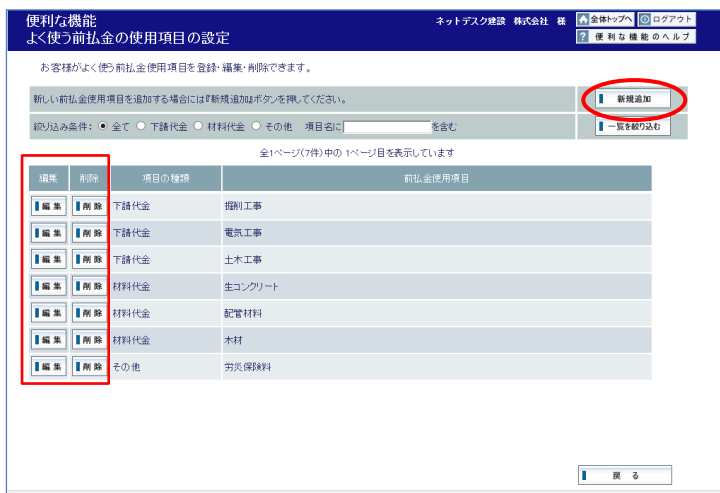 便利な機能
よく使う前払金の使用項目の設定
ネットデスク建設 株式会社 様
全体トップへ ログアウト
? 便利な機能のヘルプ
お客様がよく使う前払金使用項目を登録・編集・削除できます。
新しい前払金使用項目を追加する場合には『新規追加』ボタンを押してください。
新規追加
絞り込み条件: 全て 下請代金 材料代金 その他 項目名に を含む
一覧を絞り込む
全1ページ(7件)中の 1ページ目を表示しています
編集 削除 項目の種類 前払金使用項目
編 集 削 除 下請代金 掘削工事
編 集 削 除 下請代金 電気工事
編 集 削 除 下請代金 土木工事
編 集 削 除 材料代金 生コンクリート
編 集 削 除 材料代金 配管材料
編 集 削 除 材料代金 木材
編 集 削 除 その他 労災保険料
戻 る